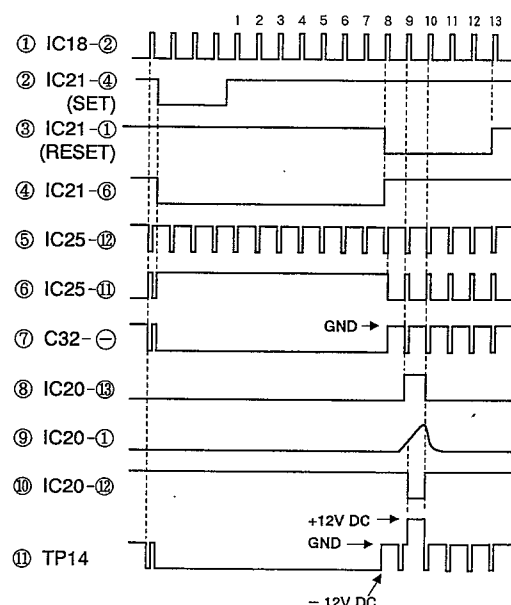 1 2 3 4 5 6 7 8 9 10 11 12 13
① IC18-②
② IC21-④
(SET)
③ IC21-①
(RESET)
④ IC21-⑥
⑤ IC25-⑫
⑥ IC25-⑪
⑦ C32-⊖
GND →
⑧ IC20-⑬
⑨ IC20-①
⑩ IC20-⑫
+12V DC →
GND →
⑪ TP14
− 12V DC